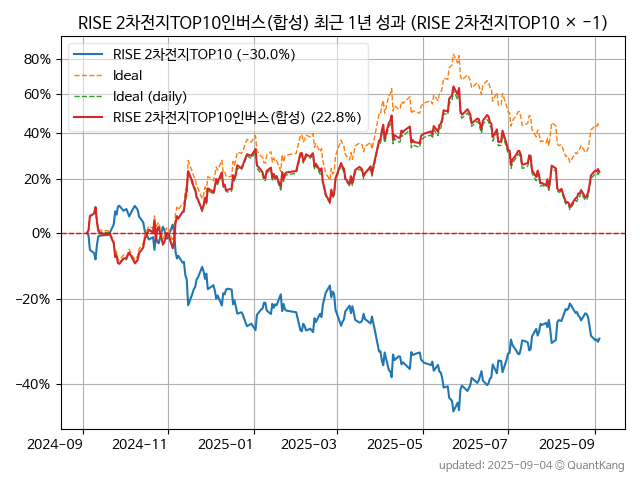 RISE 2차전지TOP10인버스(합성) 최근 1년 성과 (RISE 2차전지TOP10 × −1)
RISE 2차전지TOP10 (−30.0%)
Ideal
Ideal (daily)
RISE 2차전지TOP10인버스(합성) (22.8%)
80%
60%
40%
20%
0%
−20%
−40%
2024-09
2024-11
2025-01
2025-03
2025-05
2025-07
2025-09
updated: 2025-09-04 © QuantKang